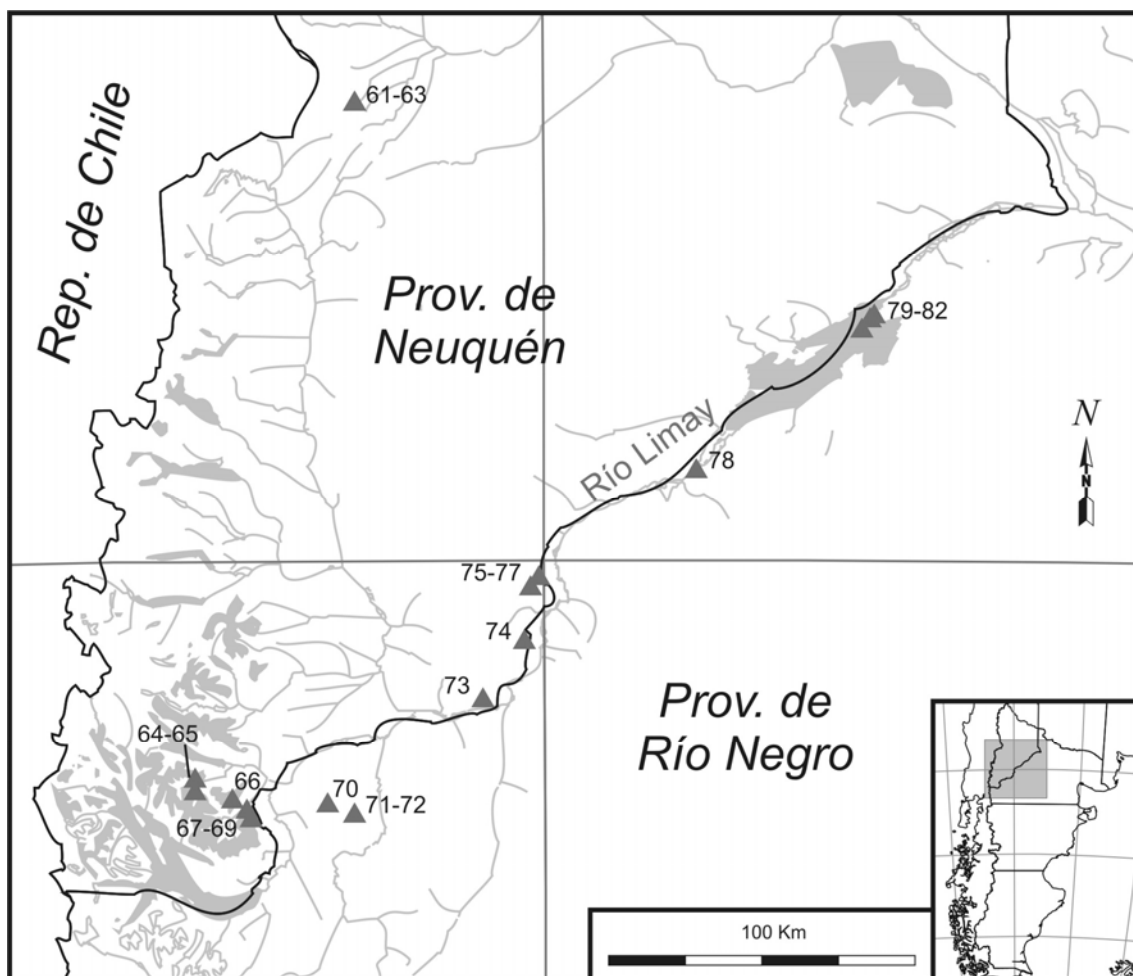 61-63
Rep. de Chile
Prov. de
Neuquén
79-82
N
N
Río Limay
78
75-77
74
73
Prov. de
Río Negro
64-65
66
70
71-72
67-69
100 Km